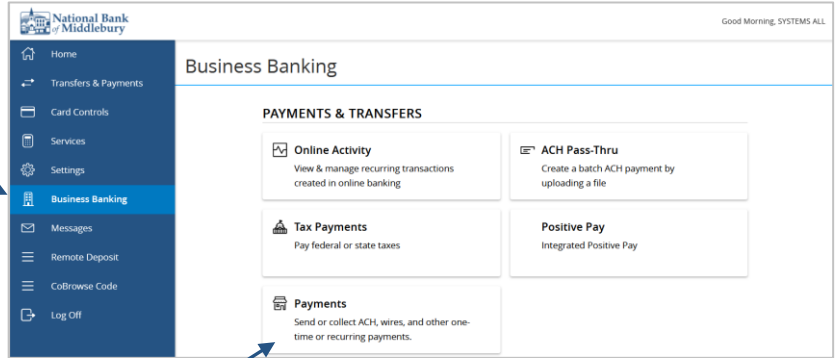 National Bank
of Middlebury
Good Morning, SYSTEMS ALL
Home
Transfers & Payments
Card Controls
Services
Settings
Business Banking
Messages
Remote Deposit
CoBrowse Code
Log Off
Business Banking
PAYMENTS & TRANSFERS
Online Activity
View & manage recurring transactions
created in online banking
ACH Pass-Thru
Create a batch ACH payment by
uploading a file
Tax Payments
Pay federal or state taxes
Positive Pay
Integrated Positive Pay
Payments
Send or collect ACH, wires, and other one-
time or recurring payments.